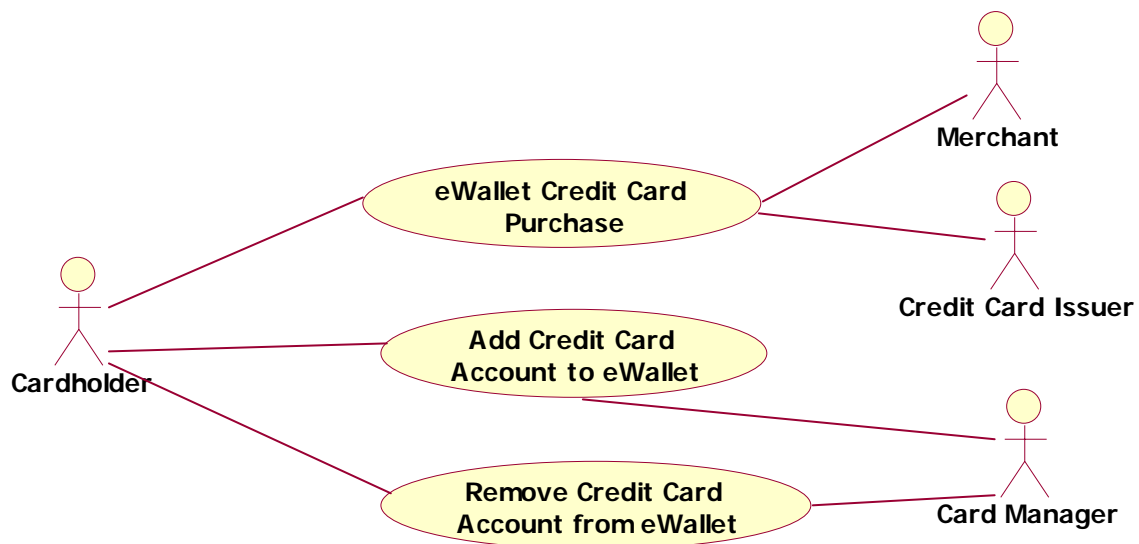 Merchant
eWallet Credit Card
Purchase
Credit Card Issuer
Add Credit Card
Account to eWallet
Cardholder
Remove Credit Card
Account from eWallet
Card Manager